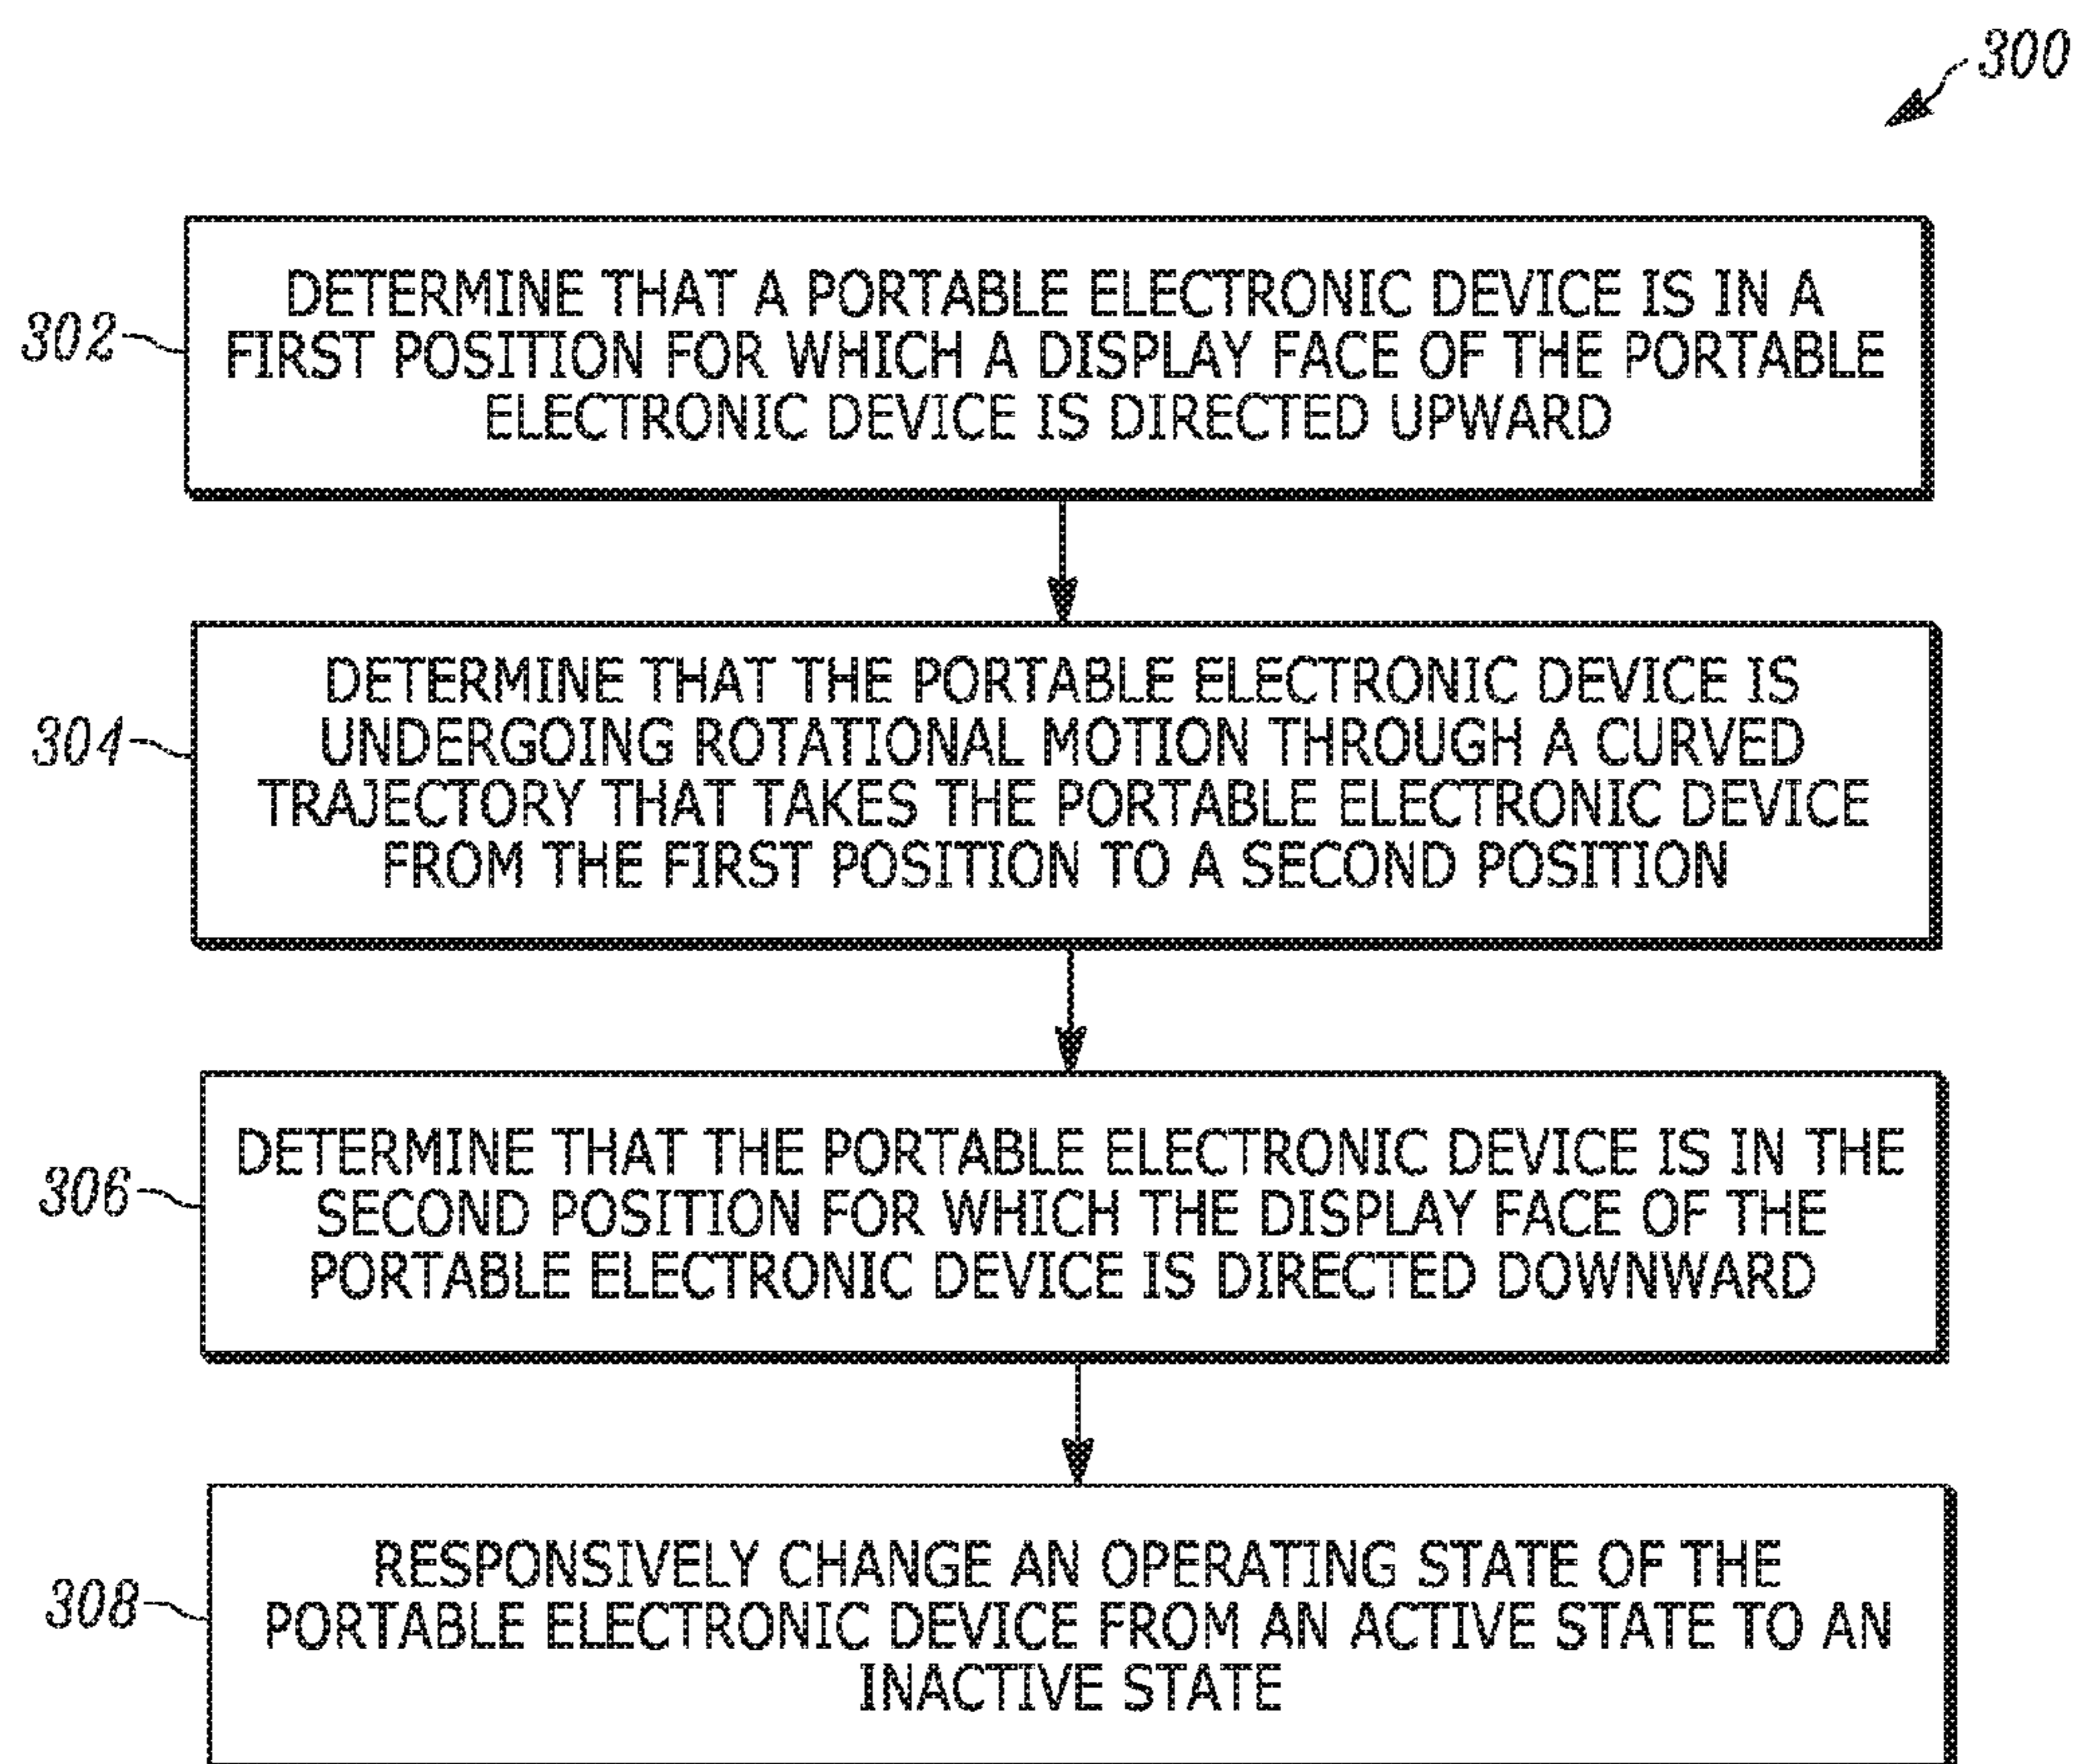 300
302
DETERMINE THAT A PORTABLE ELECTRONIC DEVICE IS IN A
FIRST POSITION FOR WHICH A DISPLAY FACE OF THE PORTABLE
ELECTRONIC DEVICE IS DIRECTED UPWARD
304
DETERMINE THAT THE PORTABLE ELECTRONIC DEVICE IS
UNDERGOING ROTATIONAL MOTION THROUGH A CURVED
TRAJECTORY THAT TAKES THE PORTABLE ELECTRONIC DEVICE
FROM THE FIRST POSITION TO A SECOND POSITION
306
DETERMINE THAT THE PORTABLE ELECTRONIC DEVICE IS IN THE
SECOND POSITION FOR WHICH THE DISPLAY FACE OF THE
PORTABLE ELECTRONIC DEVICE IS DIRECTED DOWNWARD
308
RESPONSIVELY CHANGE AN OPERATING STATE OF THE
PORTABLE ELECTRONIC DEVICE FROM AN ACTIVE STATE TO AN
INACTIVE STATE